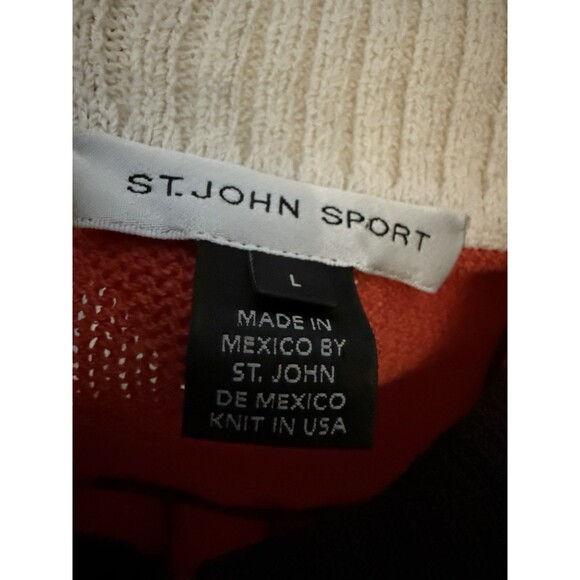 ST. JOHN SPORT
L
MADE IN
MEXICO BY
ST. JOHN
DE MEXICO
KNIT IN USA